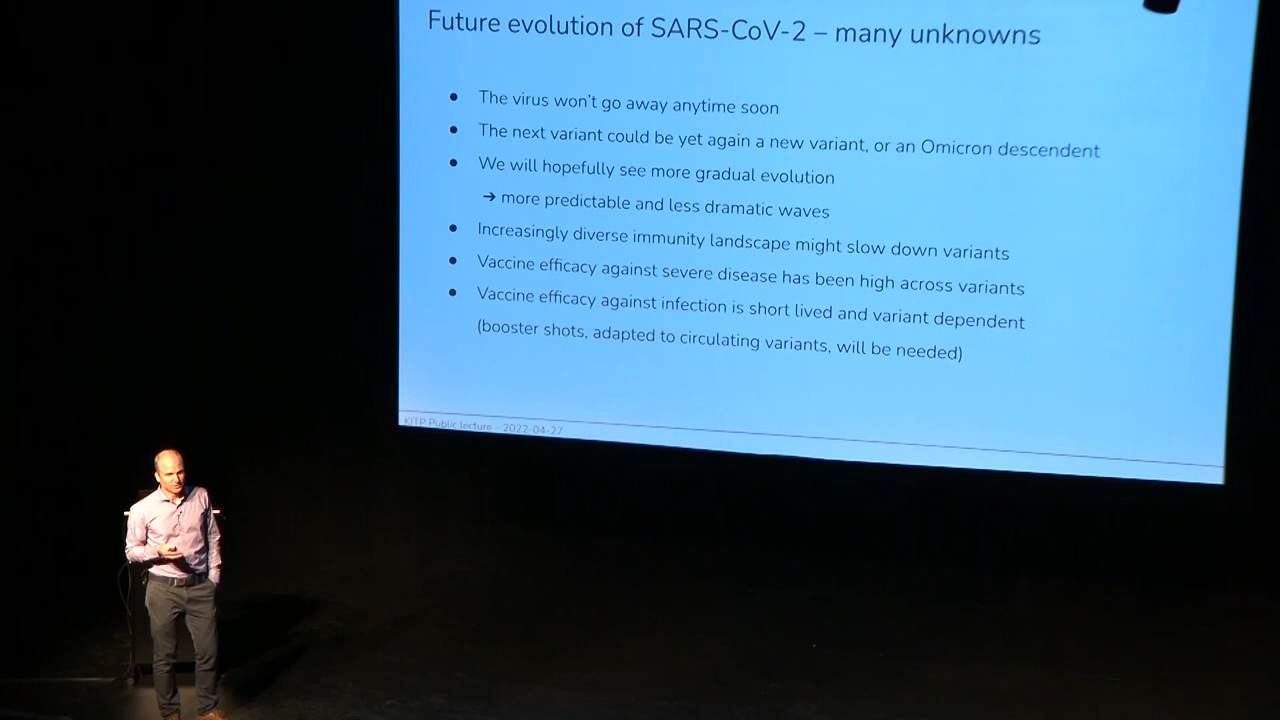 Future evolution of SARS-CoV-2 – many unknowns
● The virus won't go away anytime soon
● The next variant could be yet again a new variant, or an Omicron descendent
● We will hopefully see more gradual evolution
➔ more predictable and less dramatic waves
● Increasingly diverse immunity landscape might slow down variants
● Vaccine efficacy against severe disease has been high across variants
● Vaccine efficacy against infection is short lived and variant dependent
(booster shots, adapted to circulating variants, will be needed)
KITP Public lecture - 2022-04-27